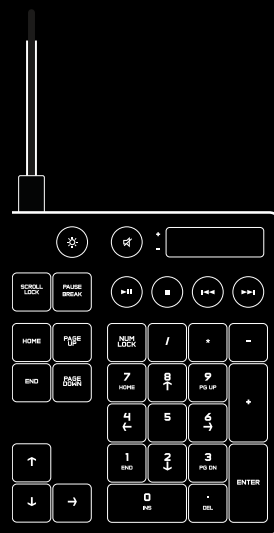 +
-
SCROLL
LOCK
PAUSE
BREAK
HOME
PAGE
UP
NUM
LOCK
/
*
-
END
PAGE
DOWN
7
HOME
8
↑
9
PG UP
+
4
←
5
6
→
↑
1
END
2
↓
3
PG DN
ENTER
↓
→
0
INS
.
DEL